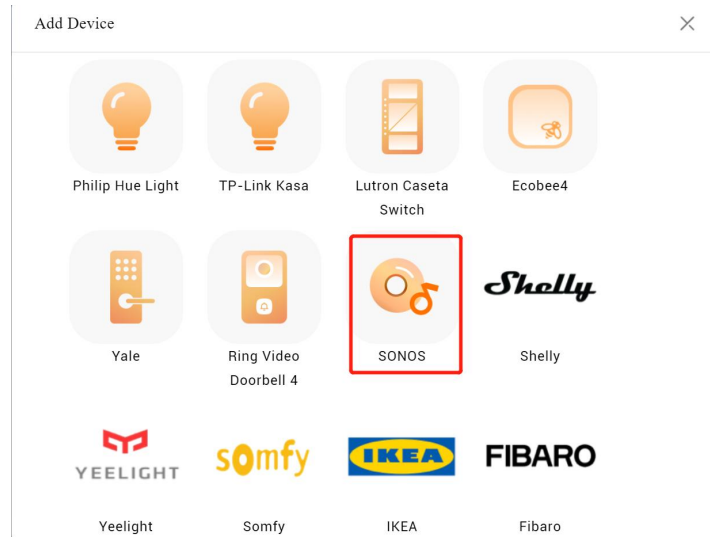 Add Device
Philip Hue Light
TP-Link Kasa
Lutron Caseta
Switch
Ecobee4
Yale
Ring Video
Doorbell 4
SONOS
Shelly
Shelly
YEELIGHT
somfy
IKEA
FIBARO
Yeelight
Somfy
IKEA
Fibaro